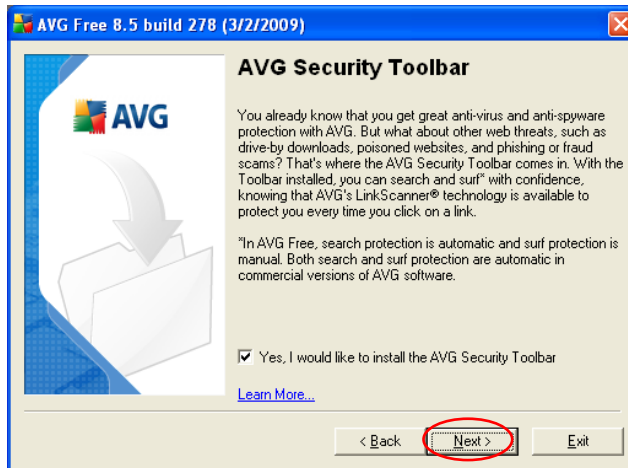 AVG Free 8.5 build 278 (3/2/2009)
AVG
AVG Security Toolbar
You already know that you get great anti-virus and anti-spyware
protection with AVG. But what about other web threats, such as
drive-by downloads, poisoned websites, and phishing or fraud
scams? That's where the AVG Security Toolbar comes in. With the
Toolbar installed, you can search and surf* with confidence,
knowing that AVG's LinkScanner® technology is available to
protect you every time you click on a link.
*In AVG Free, search protection is automatic and surf protection is
manual. Both search and surf protection are automatic in
commercial versions of AVG software.
Yes, I would like to install the AVG Security Toolbar
Learn More...
< Back
Next >
Exit